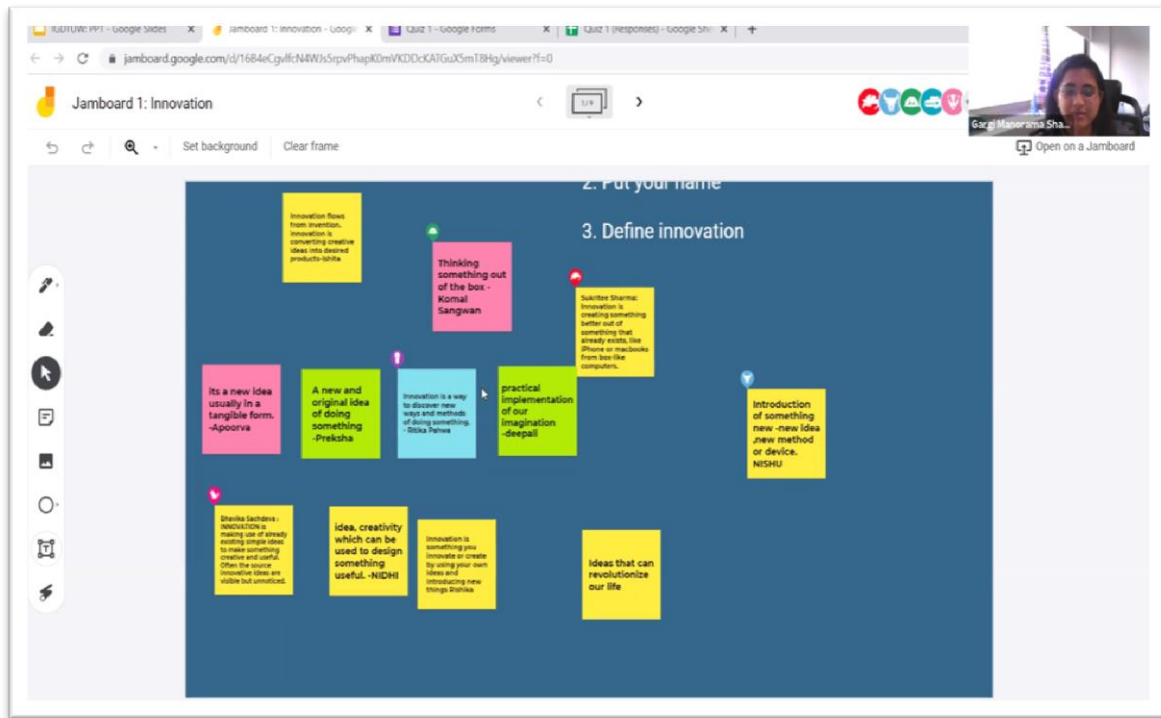 IGDTUW: PPT - Google Slides
Jamboard 1: Innovation - Google
Quiz 1 - Google Forms
Quiz 1 (Responses) - Google She
Jamboard 1: Innovation
1/9
Gargi Manorama Sha...
Set background
Clear frame
Open on a Jamboard
2. Put your name
3. Define innovation
Innovation flows
from invention.
Innovation is
converting creative
ideas into desired
products-Ishita
Thinking
something out
of the box -
Komal
Sangwan
Sukritee Sharma:
Innovation is
creating something
better out of
something that
already exists, like
iPhone or macbooks
from box-like
computers.
its a new idea
usually in a
tangible form.
-Apoorva
A new and
original idea
of doing
something
-Preksha
Innovation is a way
to discover new
ways and methods
of doing something.
- Ritika Pahwa
practical
implementation
of our
imagination
-deepali
Introduction
of something
new -new idea
,new method
or device.
NISHU
Bhavika Sachdeva :
INNOVATION is
making use of already
existing simple ideas
to make something
creative and useful.
Often the source
innovative ideas are
visible but unnoticed.
idea, creativity
which can be
used to design
something
useful. -NIDHI
Innovation is
something you
innovate or create
by using your own
ideas and
introducing new
things Rishika
Ideas that can
revolutionize
our life